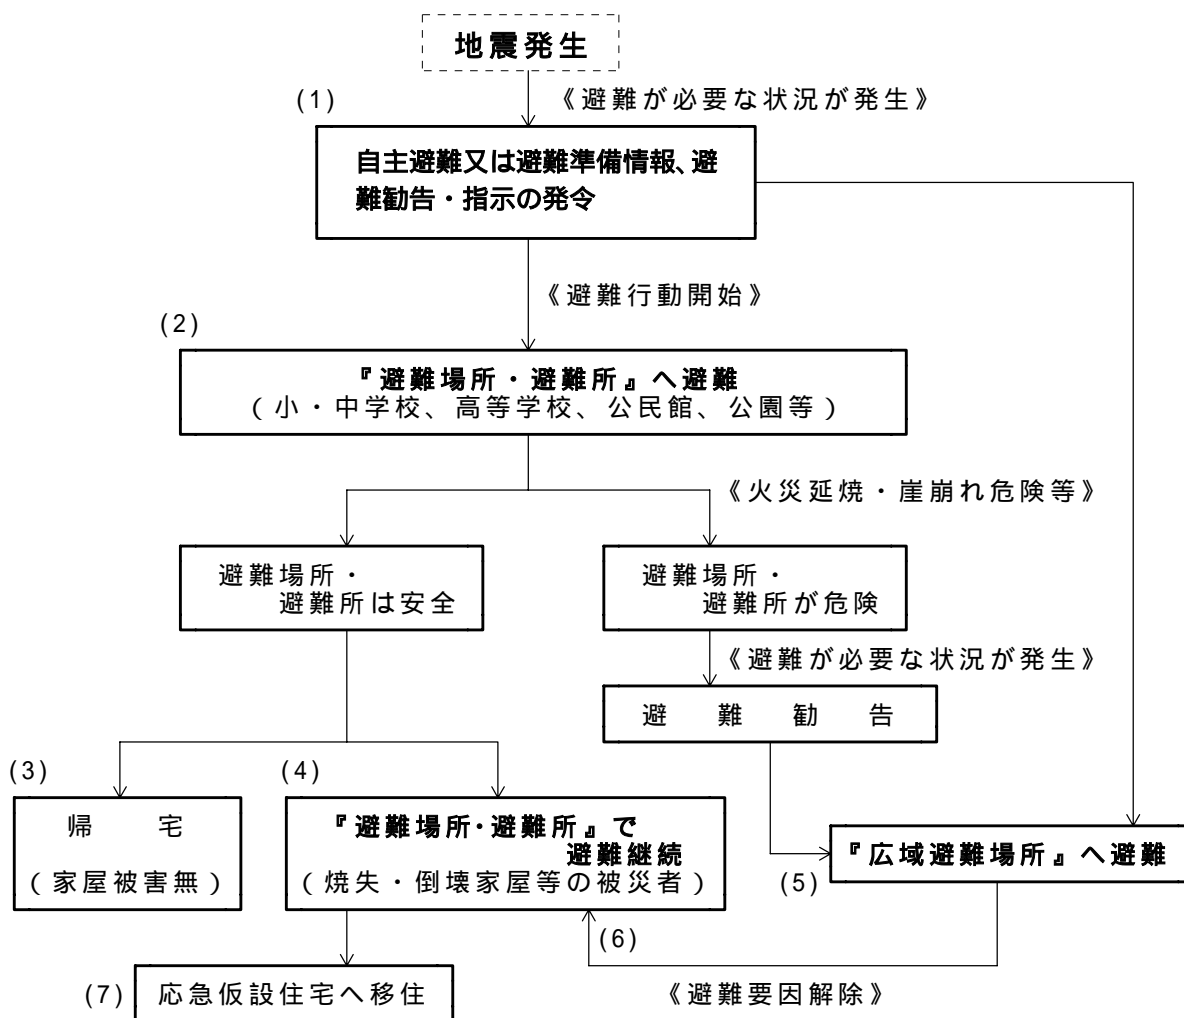 地震発生
(1)
《避難が必要な状況が発生》
自主避難又は避難準備情報、避
難勧告・指示の発令
《避難行動開始》
(2)
『避難場所・避難所』へ避難
(小・中学校、高等学校、公民館、公園等)
《火災延焼・崖崩れ危険等》
避難場所・
避難所は安全
避難場所・
避難所が危険
《避難が必要な状況が発生》
避難勧告
(3)
帰宅
(家屋被害無)
(4)
『避難場所・避難所』で
避難継続
(焼失・倒壊家屋等の被災者)
『広域避難場所』へ避難
(5)
(6)
《避難要因解除》
(7)
応急仮設住宅へ移住